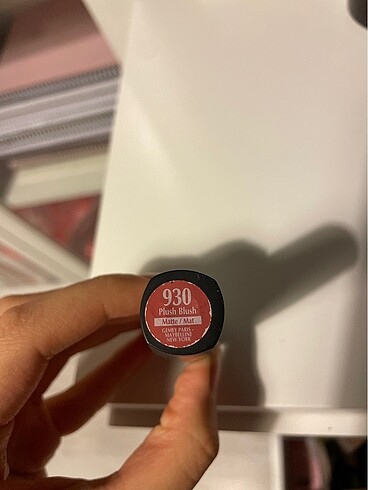 930
Plush Blush
Matte / Mat
GEMEY PARIS -
MAYBELLINE
NEW YORK